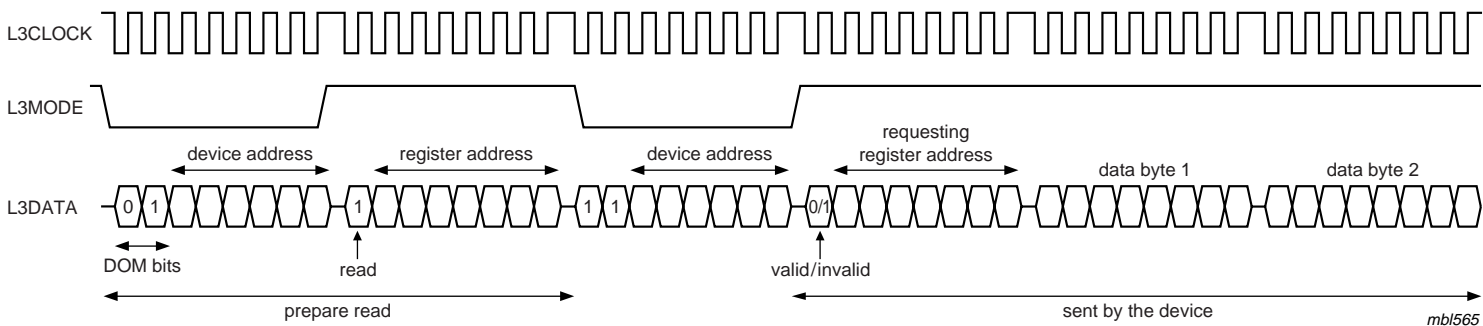 L3CLOCK
L3MODE
requesting
device address
register address
device address
register address
data byte 1
data byte 2
L3DATA
0
1
1
1
1
0/1
DOM bits
read
valid/invalid
prepare read
sent by the device
mbl565